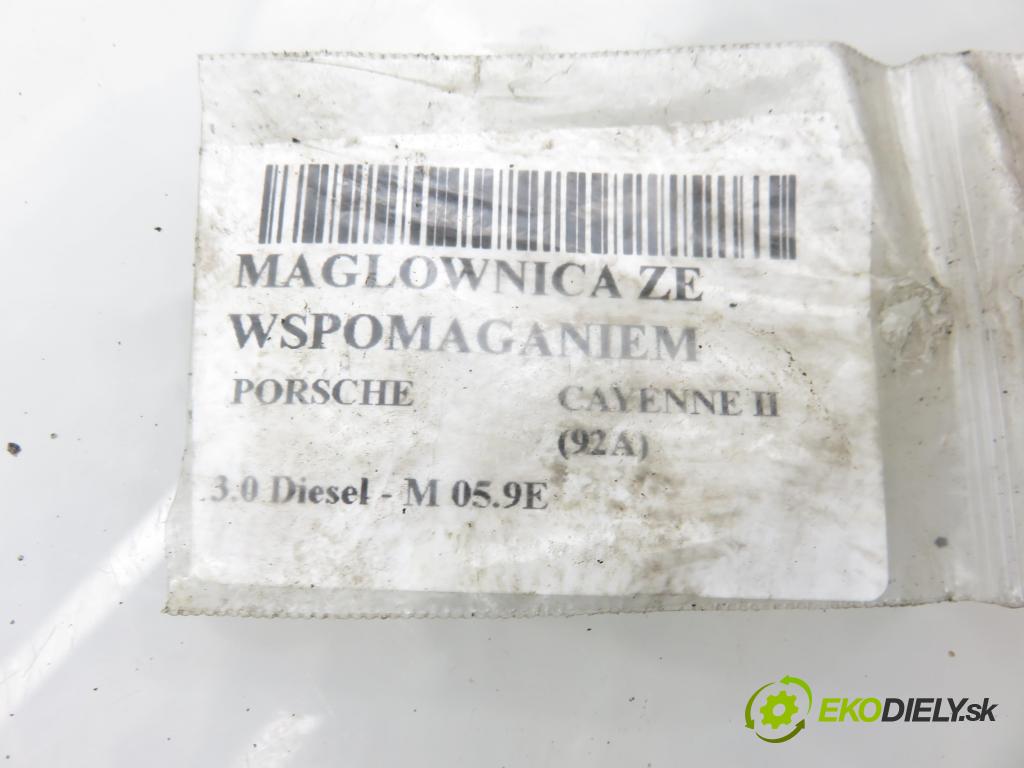 MAGLOWNICA ZE
WSPOMAGANIEM
PORSCHE CAYENNE II
(92A)
3.0 Diesel - M 05.9E
EKODIELY.sk